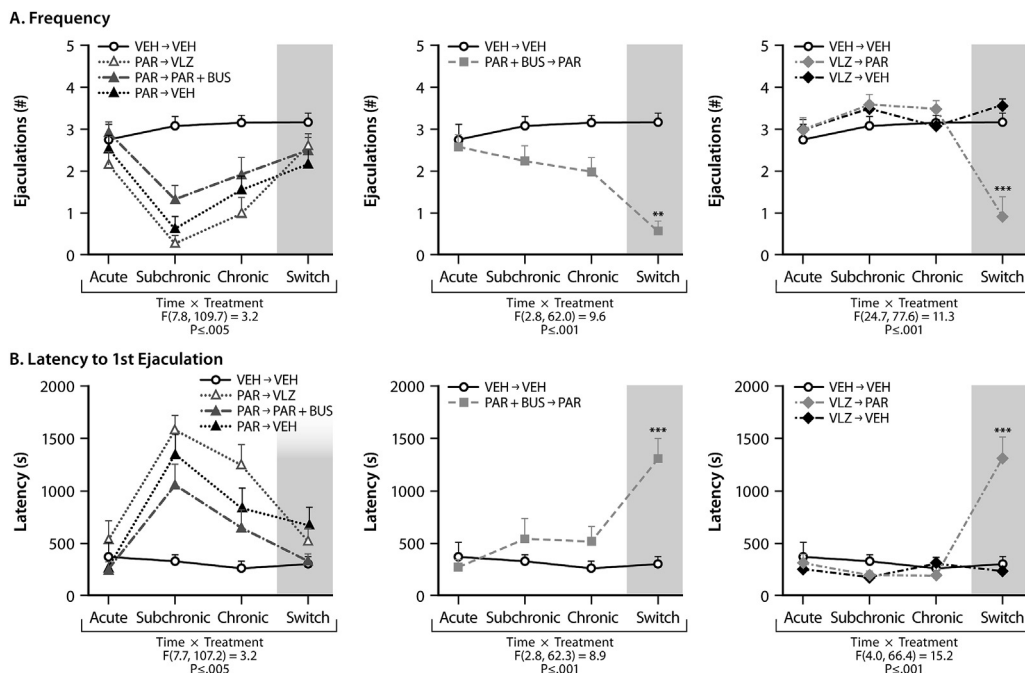 A. Frequency
Ejaculations (#)
5
4
3
2
1
0
VEH→VEH
PAR→VLZ
PAR→PAR + BUS
PAR→VEH
Acute Subchronic Chronic Switch
Time × Treatment
F(7.8, 109.7) = 3.2
P≤.005
Ejaculations (#)
5
4
3
2
1
0
VEH→VEH
PAR + BUS→PAR
**
Acute Subchronic Chronic Switch
Time × Treatment
F(2.8, 62.0) = 9.6
P≤.001
Ejaculations (#)
5
4
3
2
1
0
VEH→VEH
VLZ→PAR
VLZ→VEH
***
Acute Subchronic Chronic Switch
Time × Treatment
F(24.7, 77.6) = 11.3
P≤.001
B. Latency to 1st Ejaculation
Latency (s)
2000
1500
1000
500
0
VEH→VEH
PAR→VLZ
PAR→PAR + BUS
PAR→VEH
Acute Subchronic Chronic Switch
Time × Treatment
F(7.7, 107.2) = 3.2
P≤.005
Latency (s)
2000
1500
1000
500
0
VEH→VEH
PAR + BUS→PAR
***
Acute Subchronic Chronic Switch
Time × Treatment
F(2.8, 62.3) = 8.9
P≤.001
Latency (s)
2000
1500
1000
500
0
VEH→VEH
VLZ→PAR
VLZ→VEH
***
Acute Subchronic Chronic Switch
Time × Treatment
F(4.0, 66.4) = 15.2
P≤.001